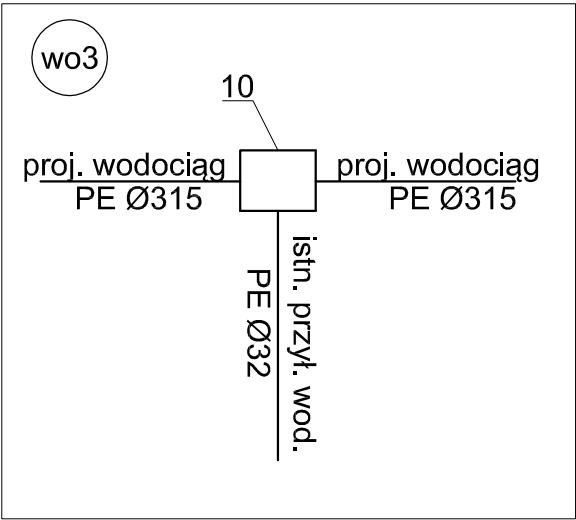 wo3
10
proj. wodociąg
PE Ø315
proj. wodociąg
PE Ø315
istn. przył. wod.
PE Ø32